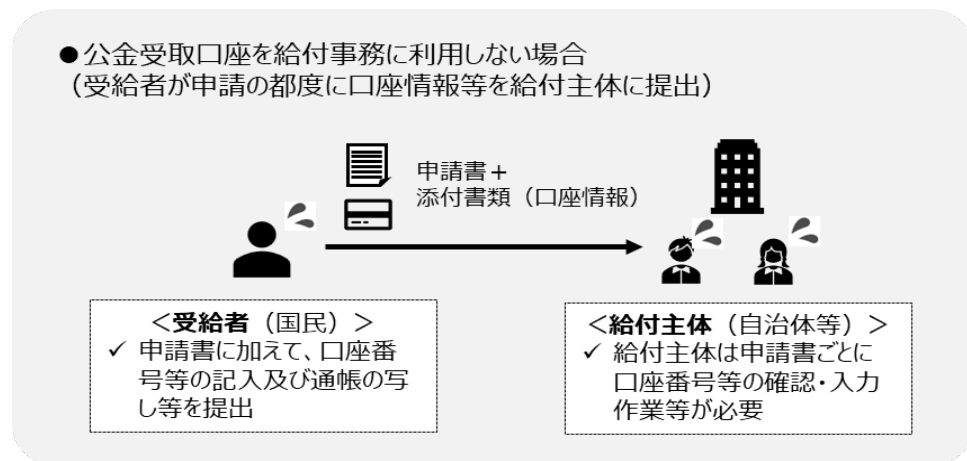 ●公金受取口座を給付事務に利用しない場合
（受給者が申請の都度に口座情報等を給付主体に提出）
申請書＋
添付書類（口座情報）
＜受給者（国民）＞
✓ 申請書に加えて、口座番
号等の記入及び通帳の写
し等を提出
＜給付主体（自治体等）＞
✓ 給付主体は申請書ごとに
口座番号等の確認・入力
作業等が必要